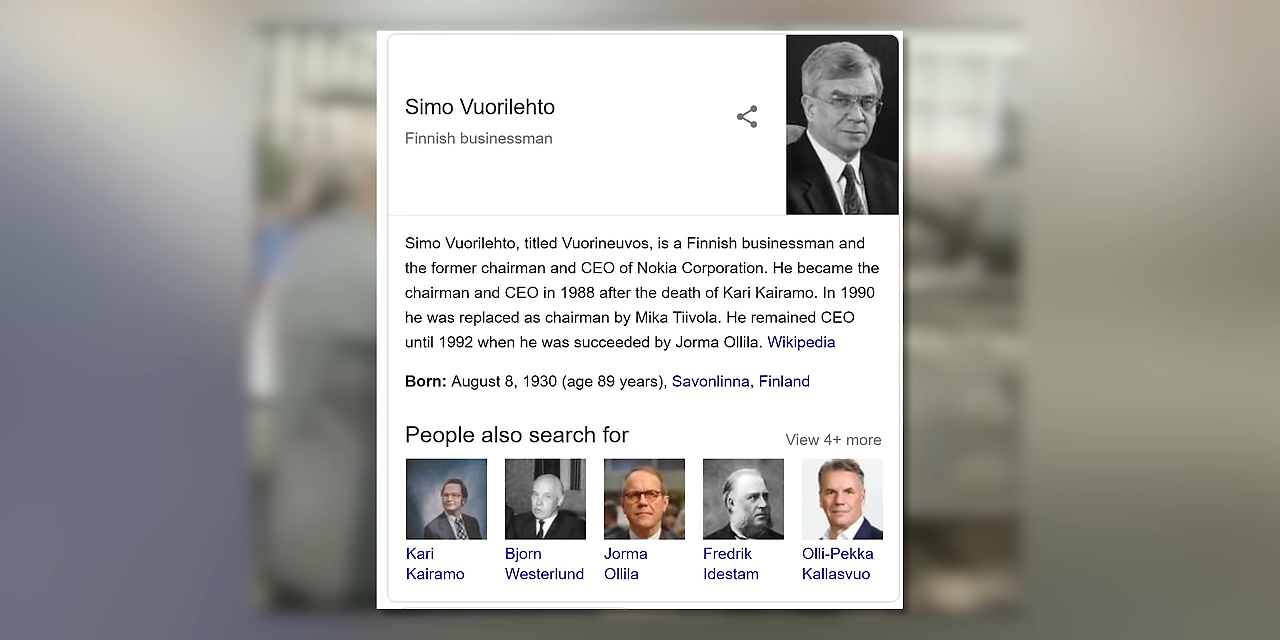 Simo Vuorilehto
Finnish businessman
Simo Vuorilehto, titled Vuorineuvos, is a Finnish businessman and
the former chairman and CEO of Nokia Corporation. He became the
chairman and CEO in 1988 after the death of Kari Kairamo. In 1990
he was replaced as chairman by Mika Tiivola. He remained CEO
until 1992 when he was succeeded by Jorma Ollila. Wikipedia
Born: August 8, 1930 (age 89 years), Savonlinna, Finland
People also search for
View 4+ more
Kari
Kairamo
Bjorn
Westerlund
Jorma
Ollila
Fredrik
Idestam
Olli-Pekka
Kallasvuo